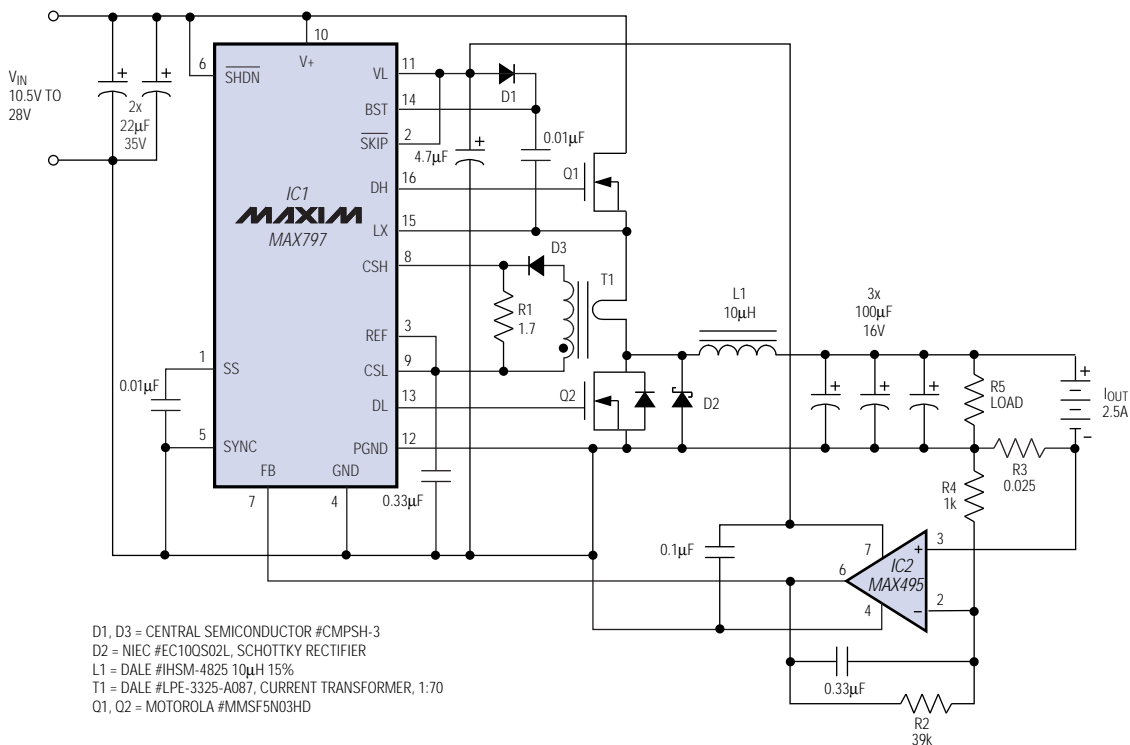 10
6
V+
SHDN
11
VL
VIN
10.5V TO
28V
2x
22µF
35V
D1
14
BST
2
SKIP
4.7µF
0.01µF
16
DH
Q1
IC1
MAXIM
MAX797
15
LX
8
CSH
D3
T1
R1
1.7
L1
10µH
3x
100µF
16V
3
REF
9
CSL
1
SS
0.01µF
13
DL
Q2
D2
R5
LOAD
+
−
IOUT
2.5A
5
SYNC
12
PGND
FB
GND
7
4
0.33µF
R3
0.025
R4
1k
0.1µF
7
3
+
6
IC2
MAX495
2
−
4
0.33µF
R2
39k
D1, D3 = CENTRAL SEMICONDUCTOR #CMPSH-3
D2 = NIEC #EC10QS02L, SCHOTTKY RECTIFIER
L1 = DALE #IHSM-4825 10µH 15%
T1 = DALE #LPE-3325-A087, CURRENT TRANSFORMER, 1:70
Q1, Q2 = MOTOROLA #MMSF5N03HD